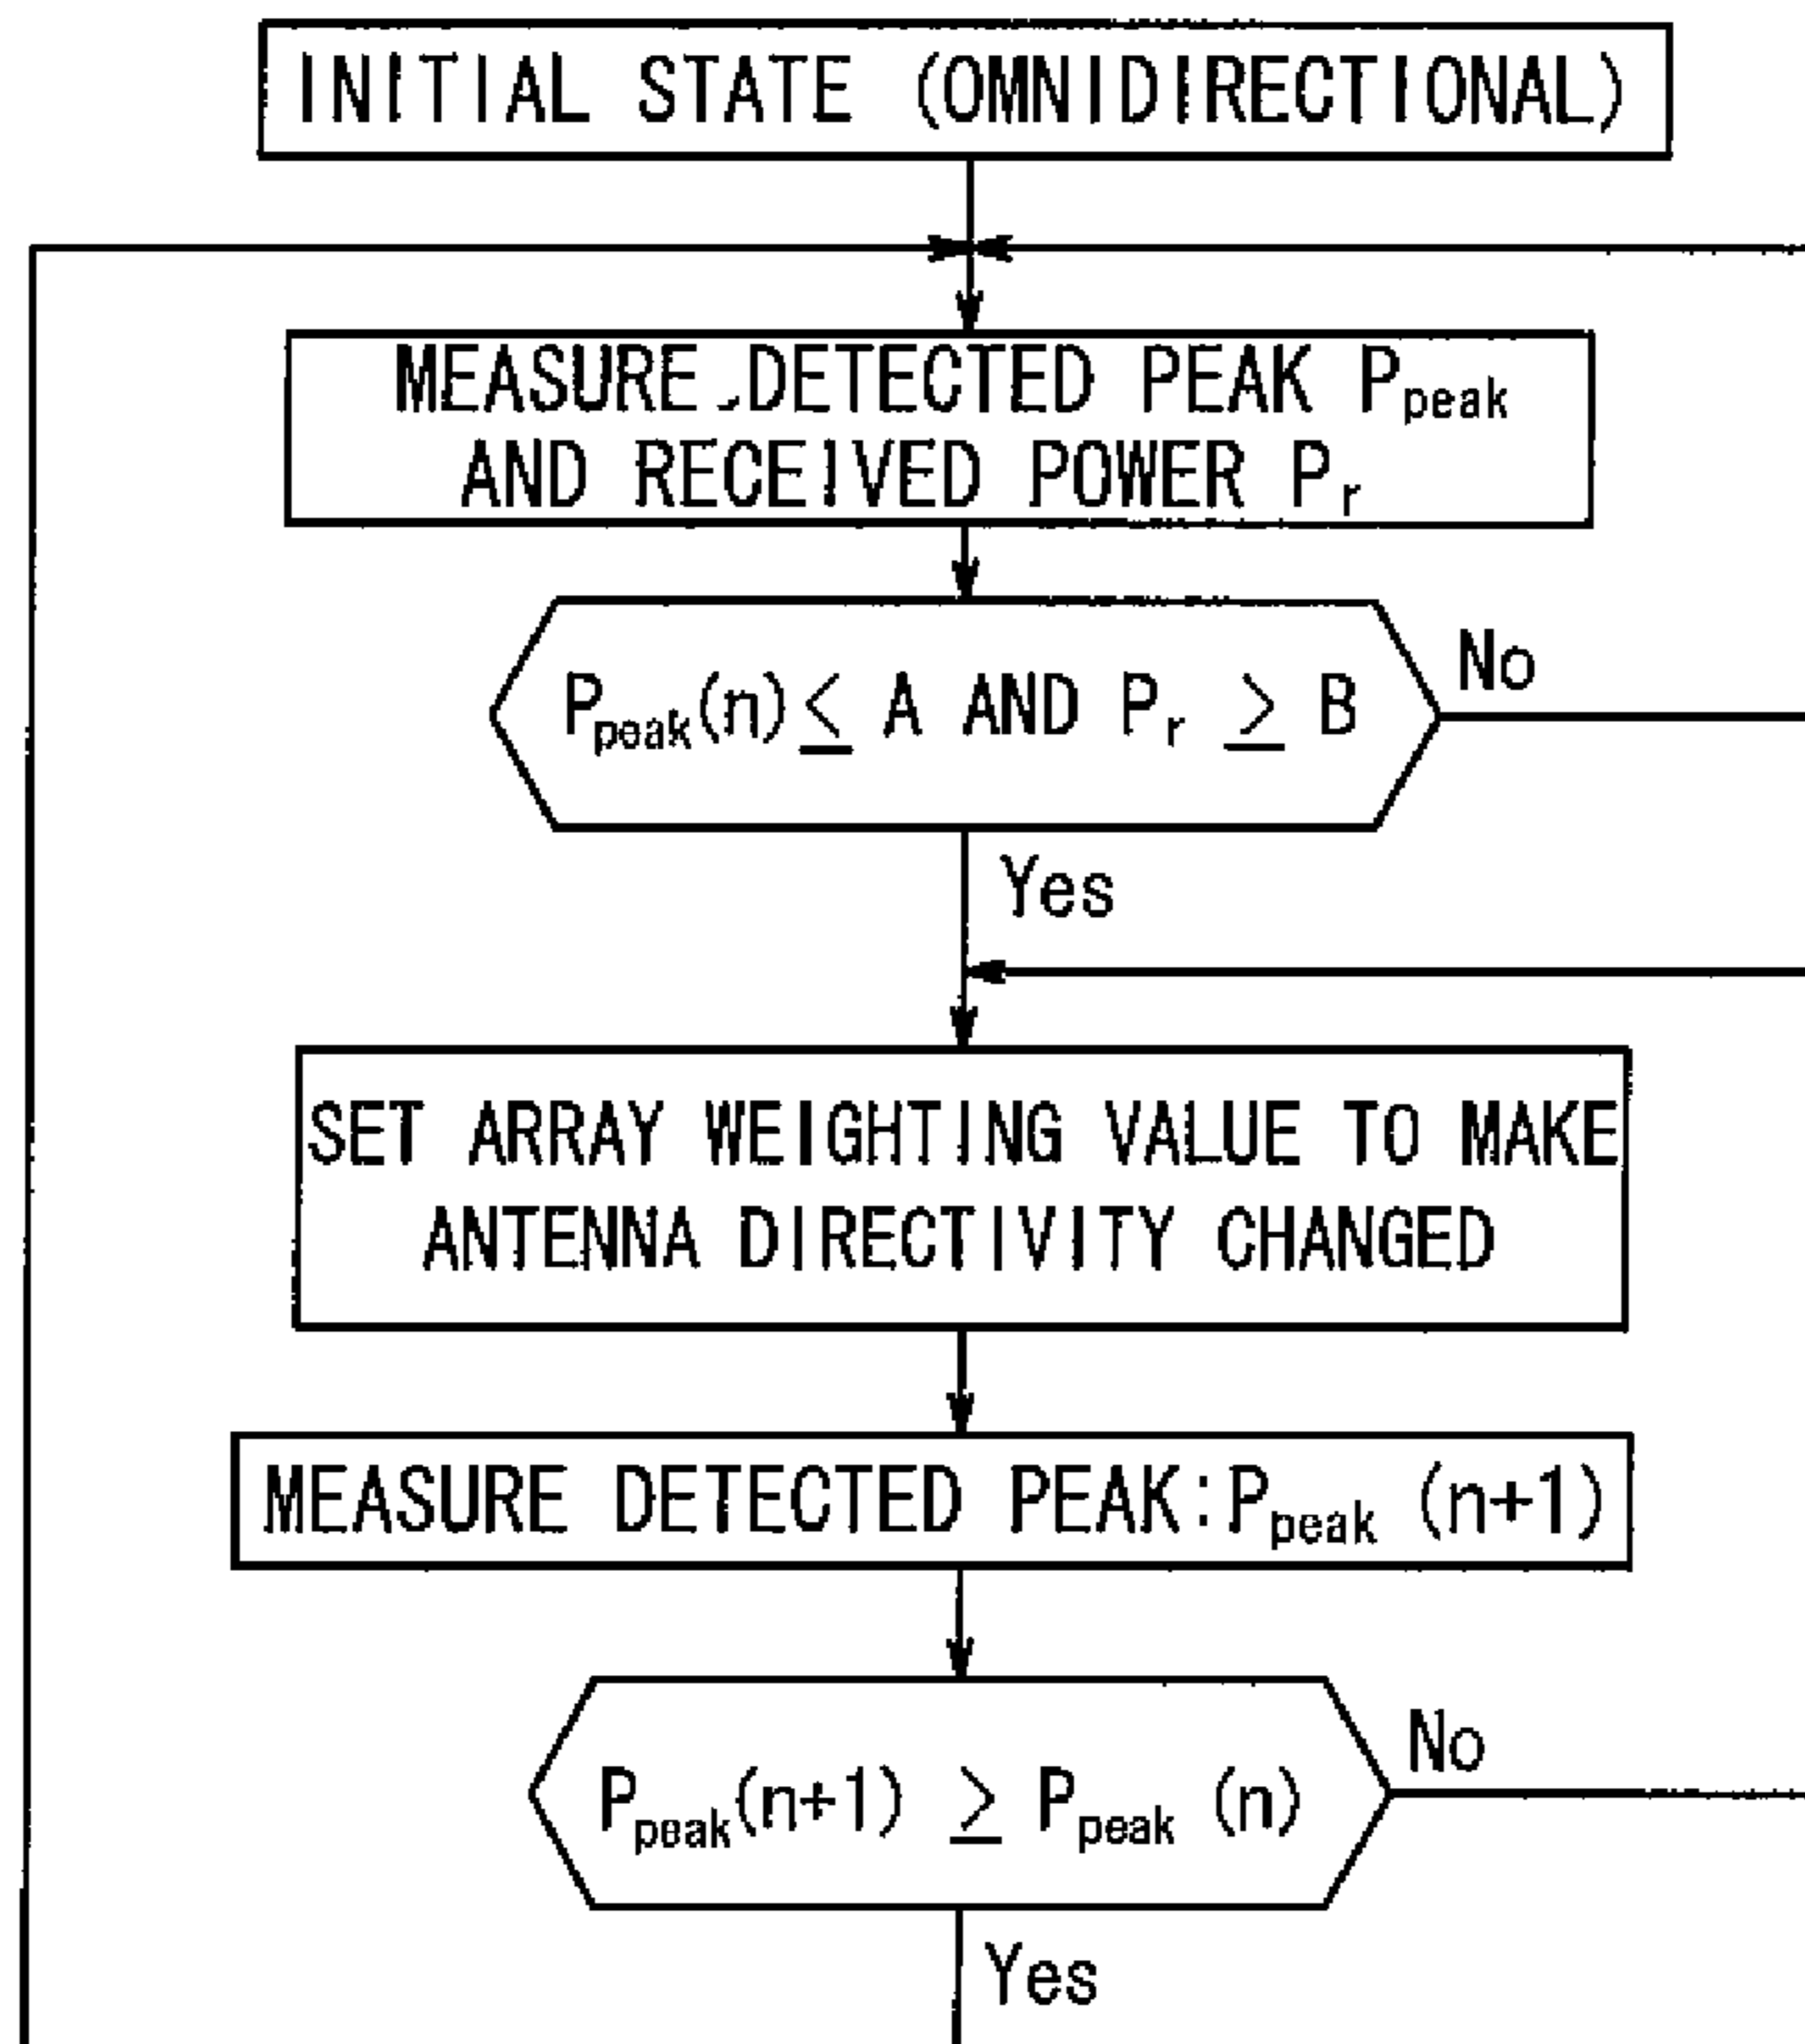 INITIAL STATE (OMNIDIRECTIONAL)
MEASURE DETECTED PEAK Ppeak
AND RECEIVED POWER Pr
Ppeak(n) ≤ A AND Pr ≥ B
No
Yes
SET ARRAY WEIGHTING VALUE TO MAKE
ANTENNA DIRECTIVITY CHANGED
MEASURE DETECTED PEAK:Ppeak (n+1)
Ppeak(n+1) ≥ Ppeak (n)
No
Yes